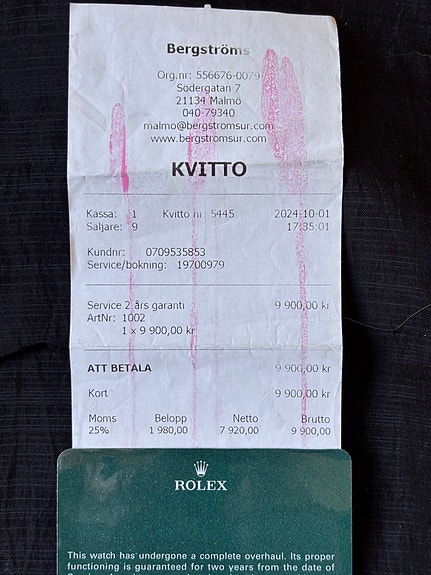 Bergströms
Org.nr: 556676-0079
Södergatan 7
21134 Malmö
040-79340
malmo@bergstromsur.com
www.bergstromsur.com
KVITTO
Kassa: 1 Kvitto nr 5445 2024-10-01
Säljare: 9 17:35:01
Kundnr: 0709535853
Service/bokning: 19700979
Service 2 års garanti 9 900,00 kr
ArtNr: 1002
1 x 9 900,00 kr
ATT BETALA 9 900,00 kr
Kort 9 900,00 kr
Moms Belopp Netto Brutto
25% 1 980,00 7 920,00 9 900,00
ROLEX
This watch has undergone a complete overhaul. Its proper
functioning is guaranteed for two years from the date of